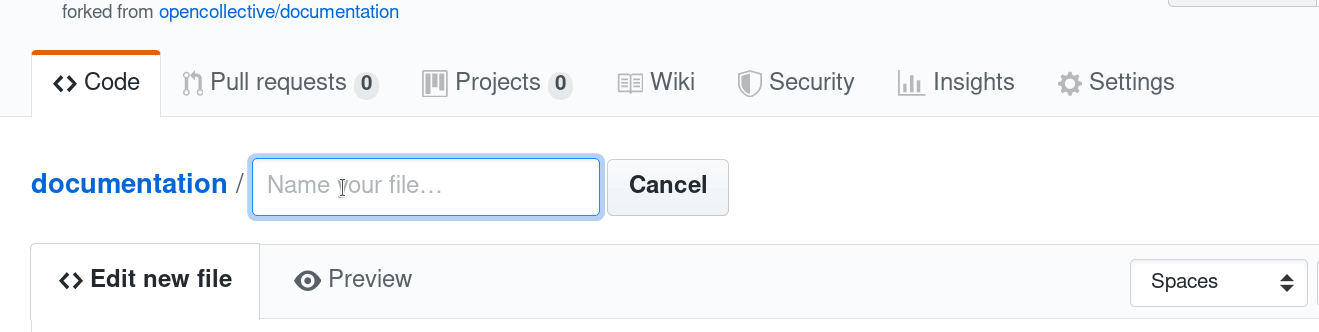 forked from opencollective/documentation
Code Pull requests 0 Projects 0 Wiki Security Insights Settings
documentation / Name your file… Cancel
Edit new file Preview Spaces